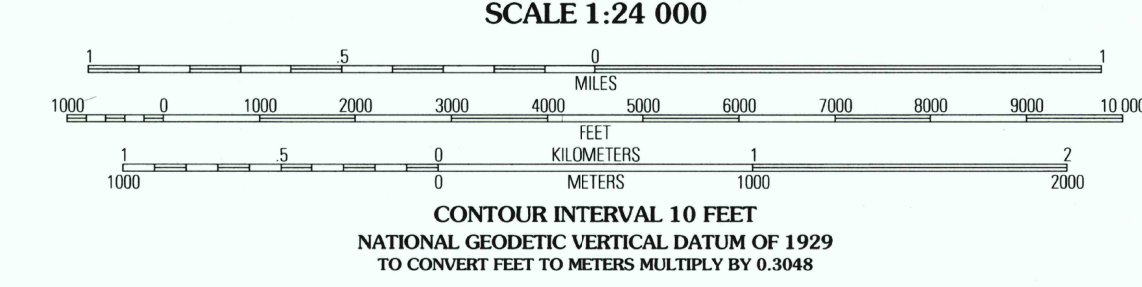 SCALE 1:24 000
1 .5 0 1
MILES
1000 0 1000 2000 3000 4000 5000 6000 7000 8000 9000 10 000
FEET
1 .5 0 KILOMETERS 1 2
1000 0 METERS 1000 2000
CONTOUR INTERVAL 10 FEET
NATIONAL GEODETIC VERTICAL DATUM OF 1929
TO CONVERT FEET TO METERS MULTIPLY BY 0.3048